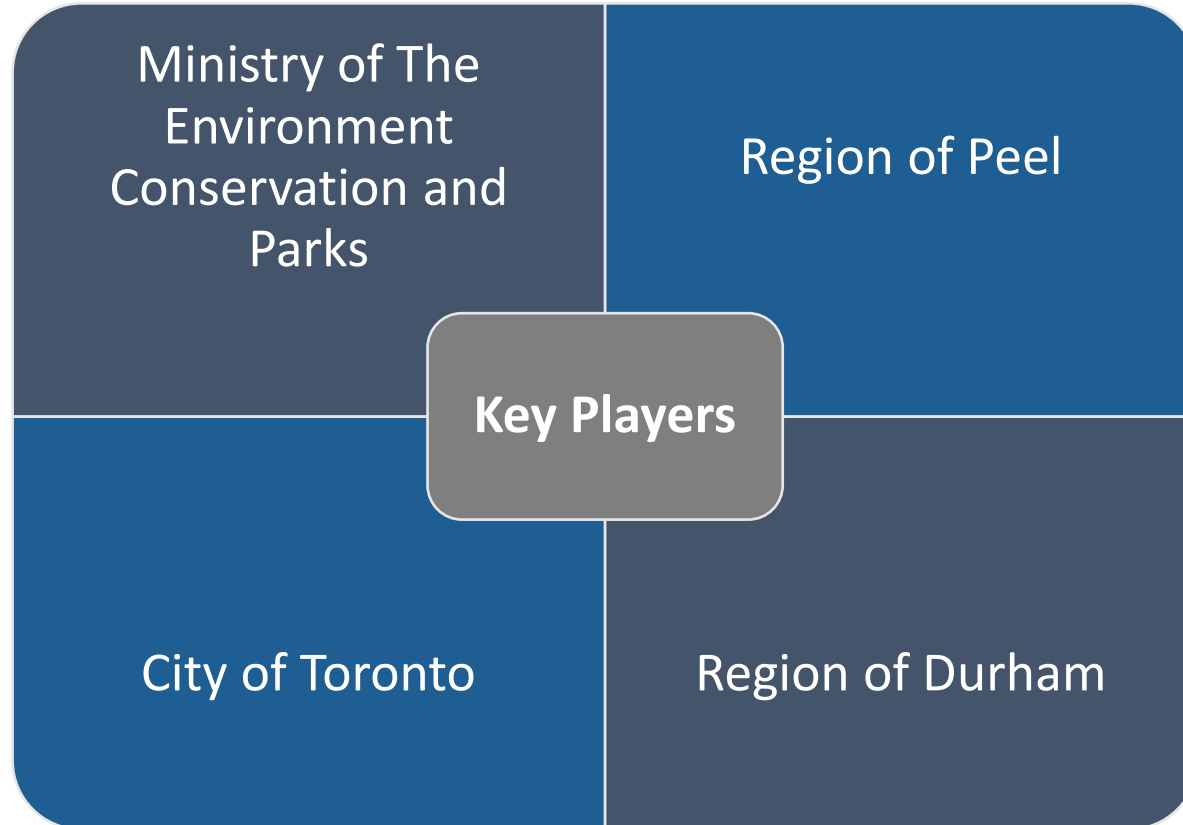 Ministry of The
Environment
Conservation and
Parks
Region of Peel
Key Players
City of Toronto
Region of Durham